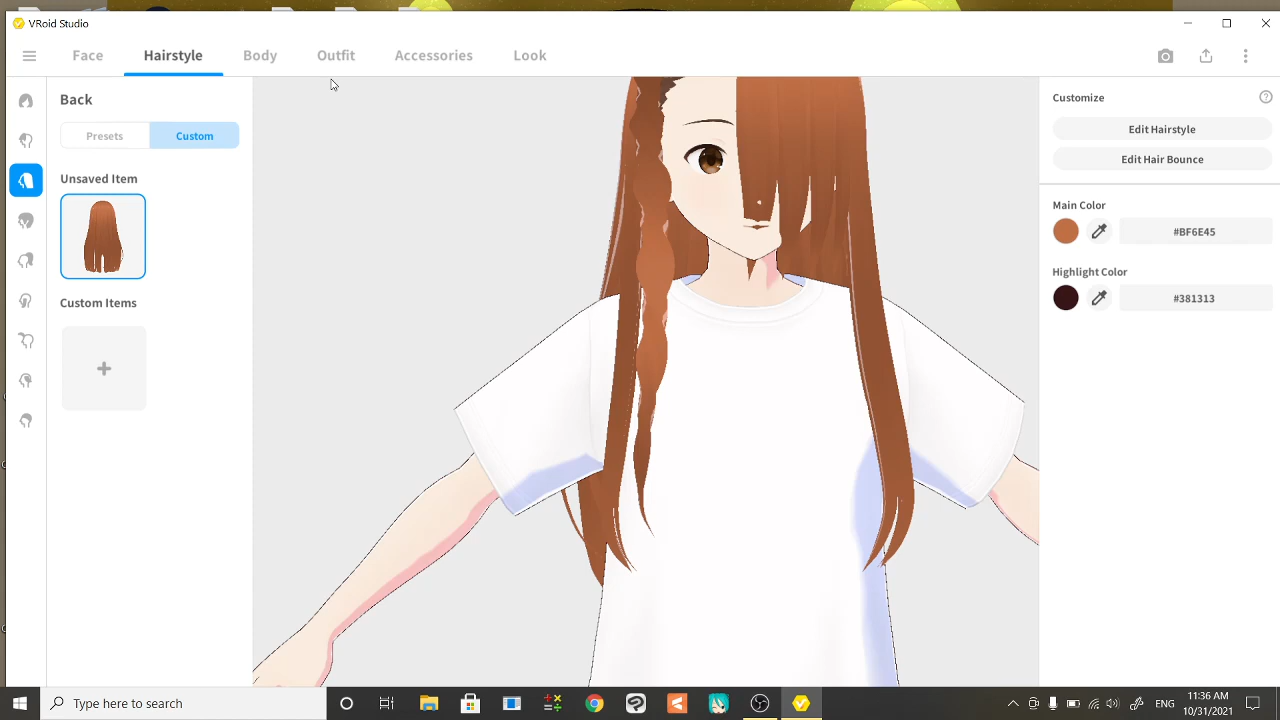 VRoid Studio
Face Hairstyle Body Outfit Accessories Look
Back
Presets Custom
Unsaved Item
Custom Items
Customize
Edit Hairstyle
Edit Hair Bounce
Main Color
#BF6E45
Highlight Color
#381313
Type here to search
11:36 AM
10/31/2021